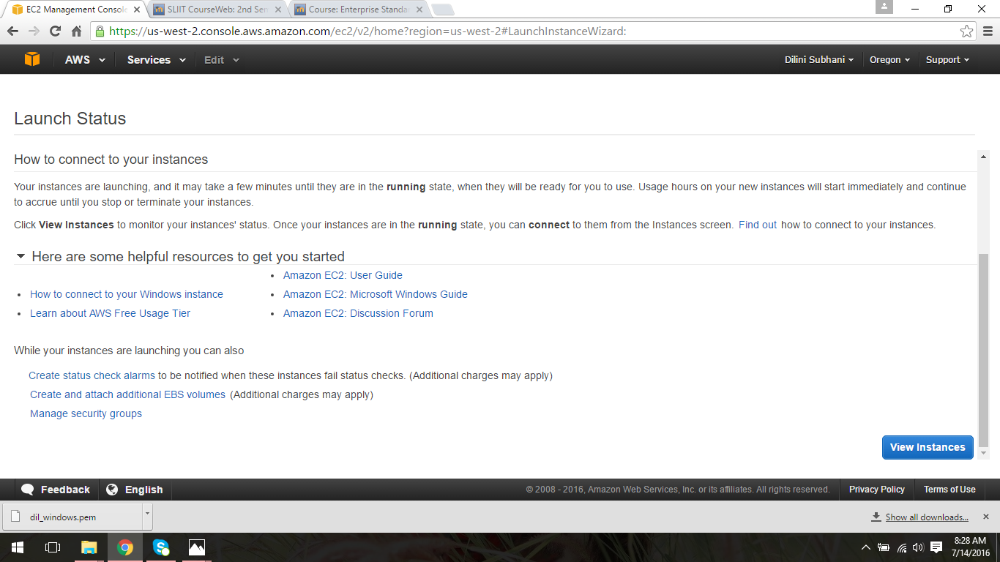 EC2 Management Console
SLIIT CourseWeb: 2nd Sem
Course: Enterprise Standa
https://us-west-2.console.aws.amazon.com/ec2/v2/home?region=us-west-2#LaunchInstanceWizard:
AWS Services Edit Dilini Subhani Oregon Support
Launch Status
How to connect to your instances
Your instances are launching, and it may take a few minutes until they are in the running state, when they will be ready for you to use. Usage hours on your new instances will start immediately and continue
to accrue until you stop or terminate your instances.
Click View Instances to monitor your instances' status. Once your instances are in the running state, you can connect to them from the Instances screen. Find out how to connect to your instances.
Here are some helpful resources to get you started
Amazon EC2: User Guide
How to connect to your Windows instance
Amazon EC2: Microsoft Windows Guide
Learn about AWS Free Usage Tier
Amazon EC2: Discussion Forum
While your instances are launching you can also
Create status check alarms to be notified when these instances fail status checks. (Additional charges may apply)
Create and attach additional EBS volumes (Additional charges may apply)
Manage security groups
View Instances
Feedback English © 2008 - 2016, Amazon Web Services, Inc. or its affiliates. All rights reserved. Privacy Policy Terms of Use
dil_windows.pem Show all downloads...
8:28 AM
7/14/2016